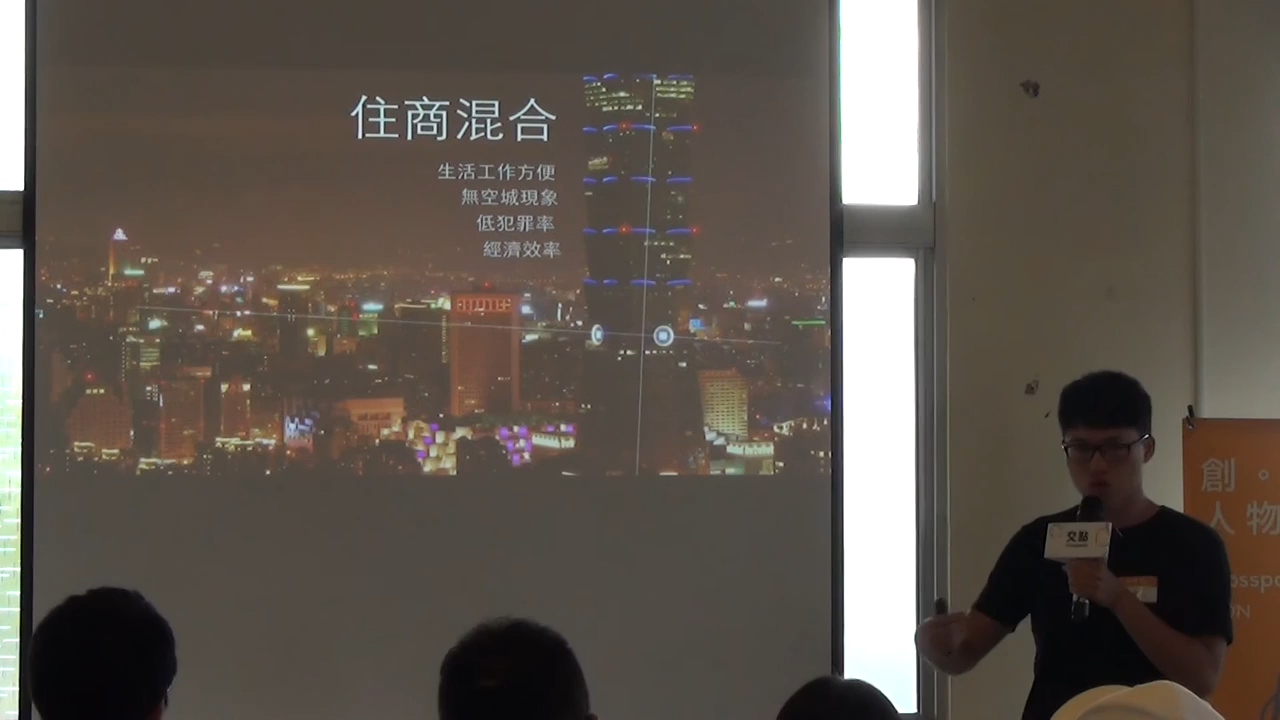 住商混合
生活工作方便
無空城現象
低犯罪率
經濟效率
交點
創。
人物